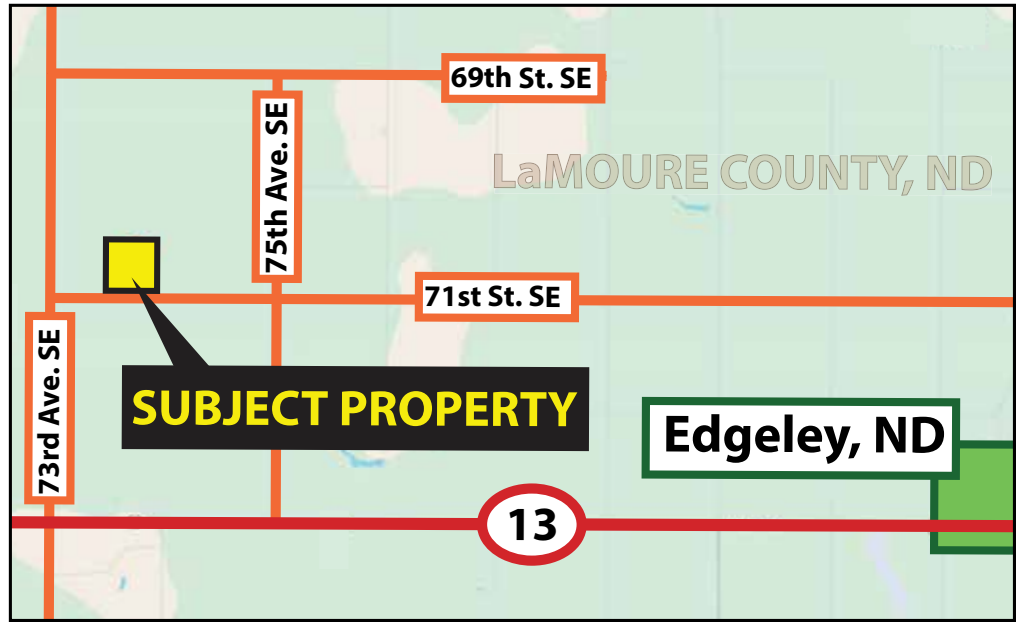 69th St. SE
75th Ave. SE
LaMOURE COUNTY, ND
71st St. SE
73rd Ave. SE
SUBJECT PROPERTY
Edgeley, ND
13